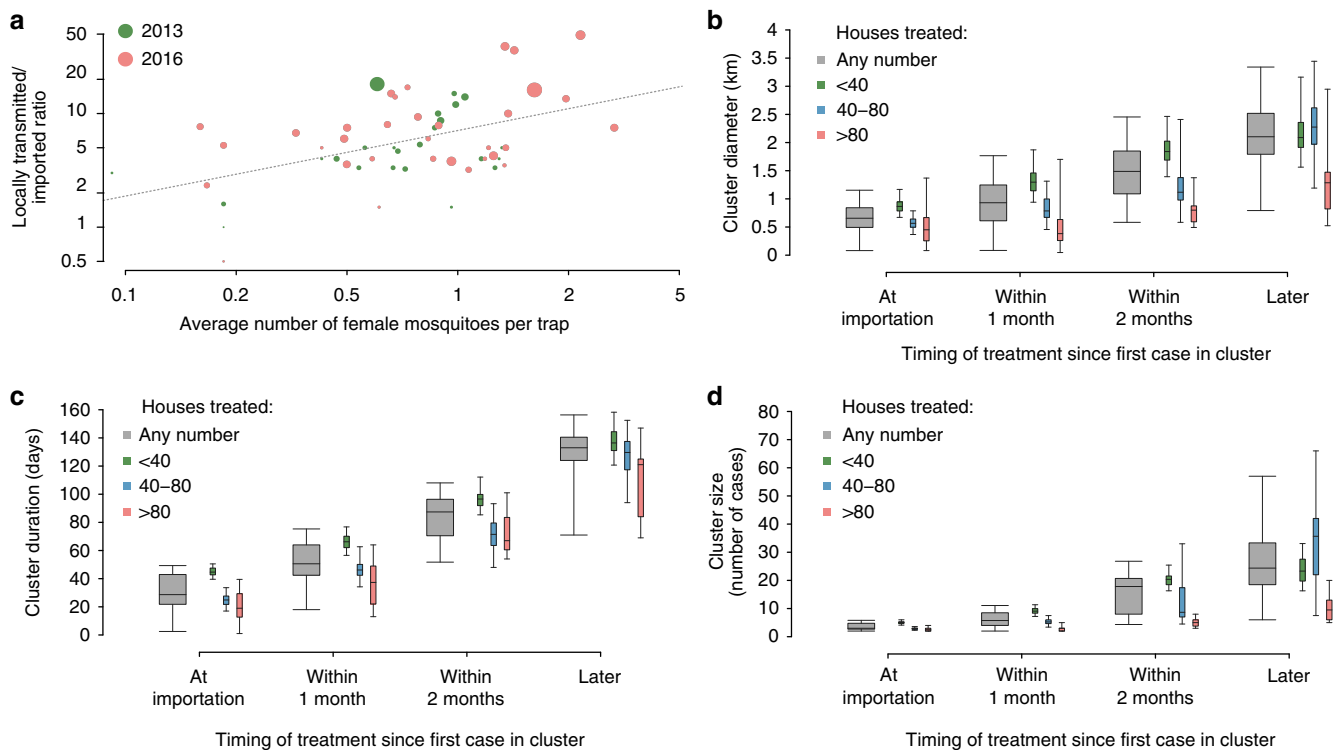 a
2013
2016
50
20
10
5
2
1
0.5
Locally transmitted/
imported ratio
0.1
0.2
0.5
1
2
5
Average number of female mosquitoes per trap
b
Houses treated:
Any number
<40
40–80
>80
4
3.5
3
2.5
2
1.5
1
0.5
0
Cluster diameter (km)
At
importation
Within
1 month
Within
2 months
Later
Timing of treatment since first case in cluster
c
Houses treated:
Any number
<40
40–80
>80
160
140
120
100
80
60
40
20
0
Cluster duration (days)
At
importation
Within
1 month
Within
2 months
Later
Timing of treatment since first case in cluster
d
Houses treated:
Any number
<40
40–80
>80
80
70
60
50
40
30
20
10
0
Cluster size
(number of cases)
At
importation
Within
1 month
Within
2 months
Later
Timing of treatment since first case in cluster